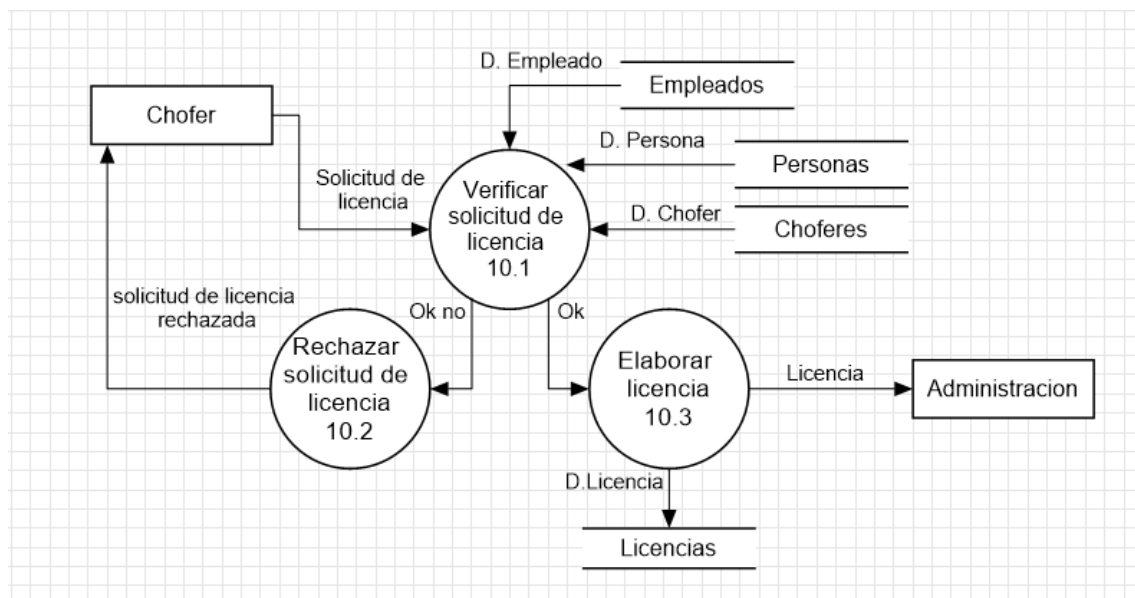 D. Empleado
Empleados
Chofer
D. Persona
Personas
Solicitud de
licencia
Verificar
solicitud de
licencia
10.1
D. Chofer
Choferes
solicitud de licencia
rechazada
Ok no
Ok
Rechazar
solicitud de
licencia
10.2
Elaborar
licencia
10.3
Licencia
Administracion
D.Licencia
Licencias